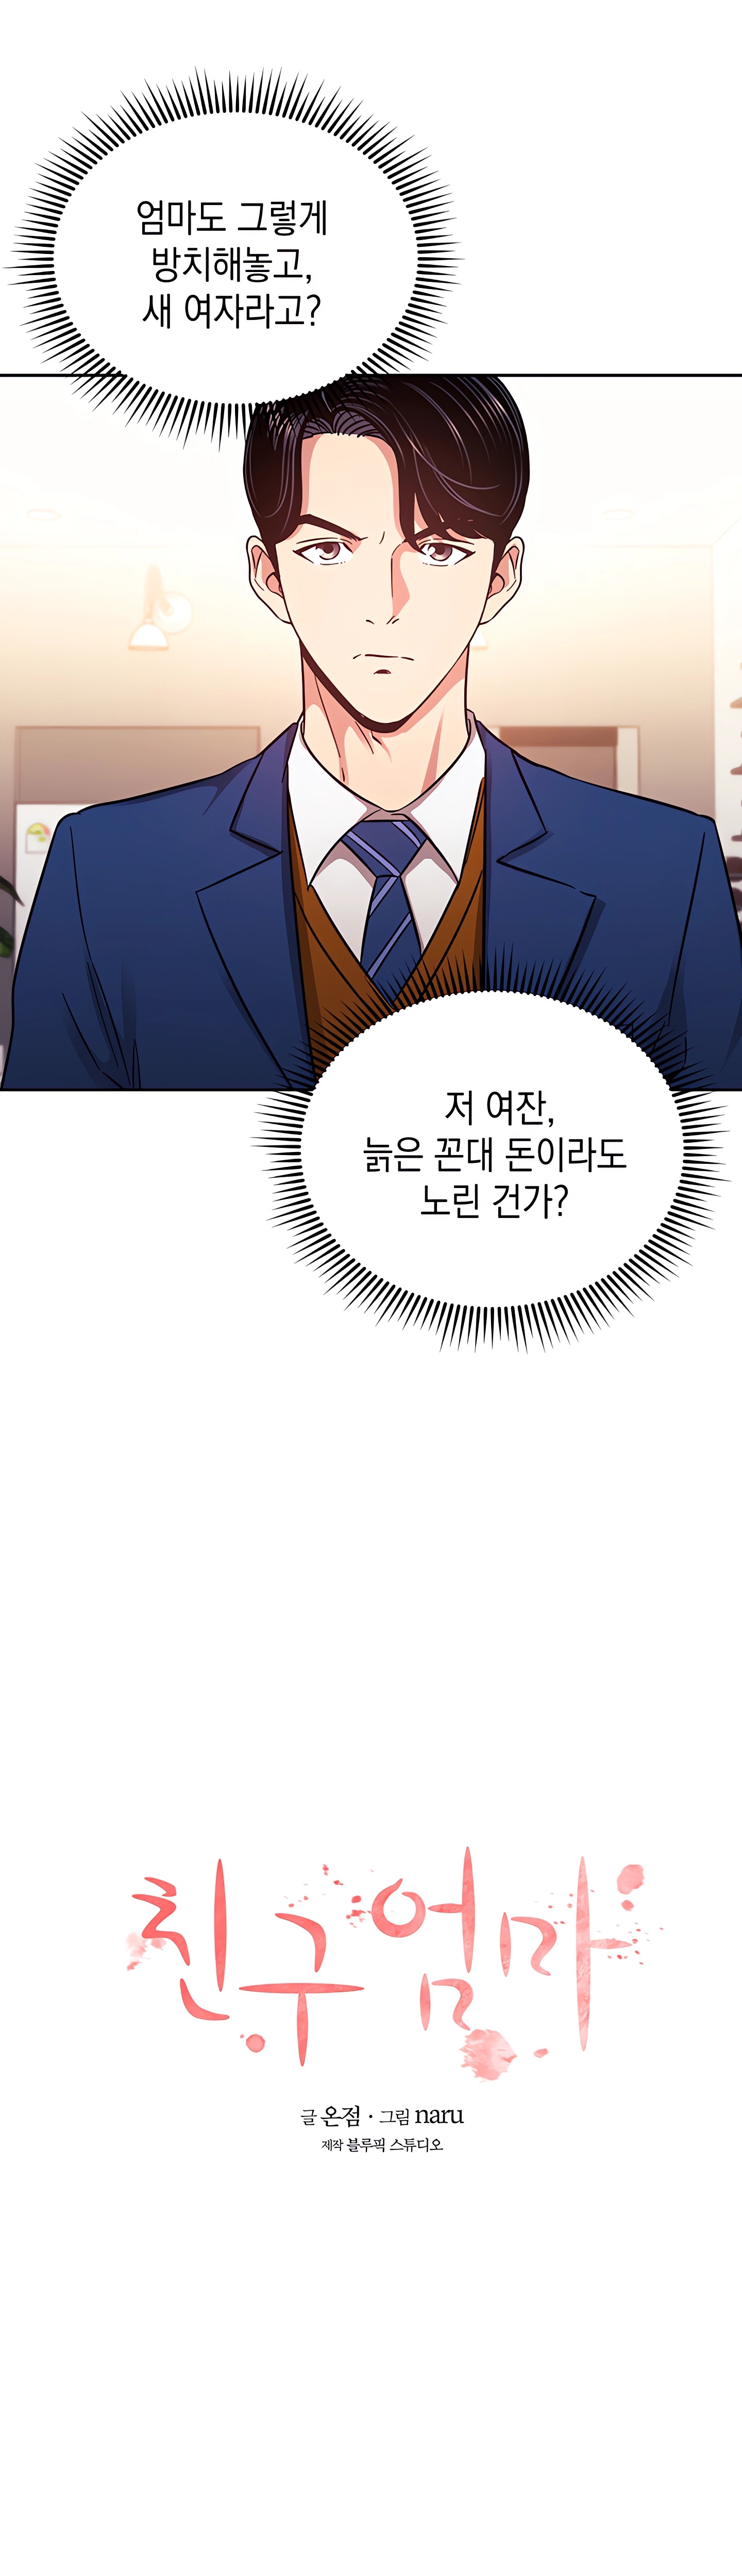 엄마도 그렇게
방치해놓고,
새 여자라고?
저 여잔,
늙은 꼰대 돈이라도
노린 건가?
친구엄마
글 온점 · 그림 naru
제작 블루픽 스튜디오